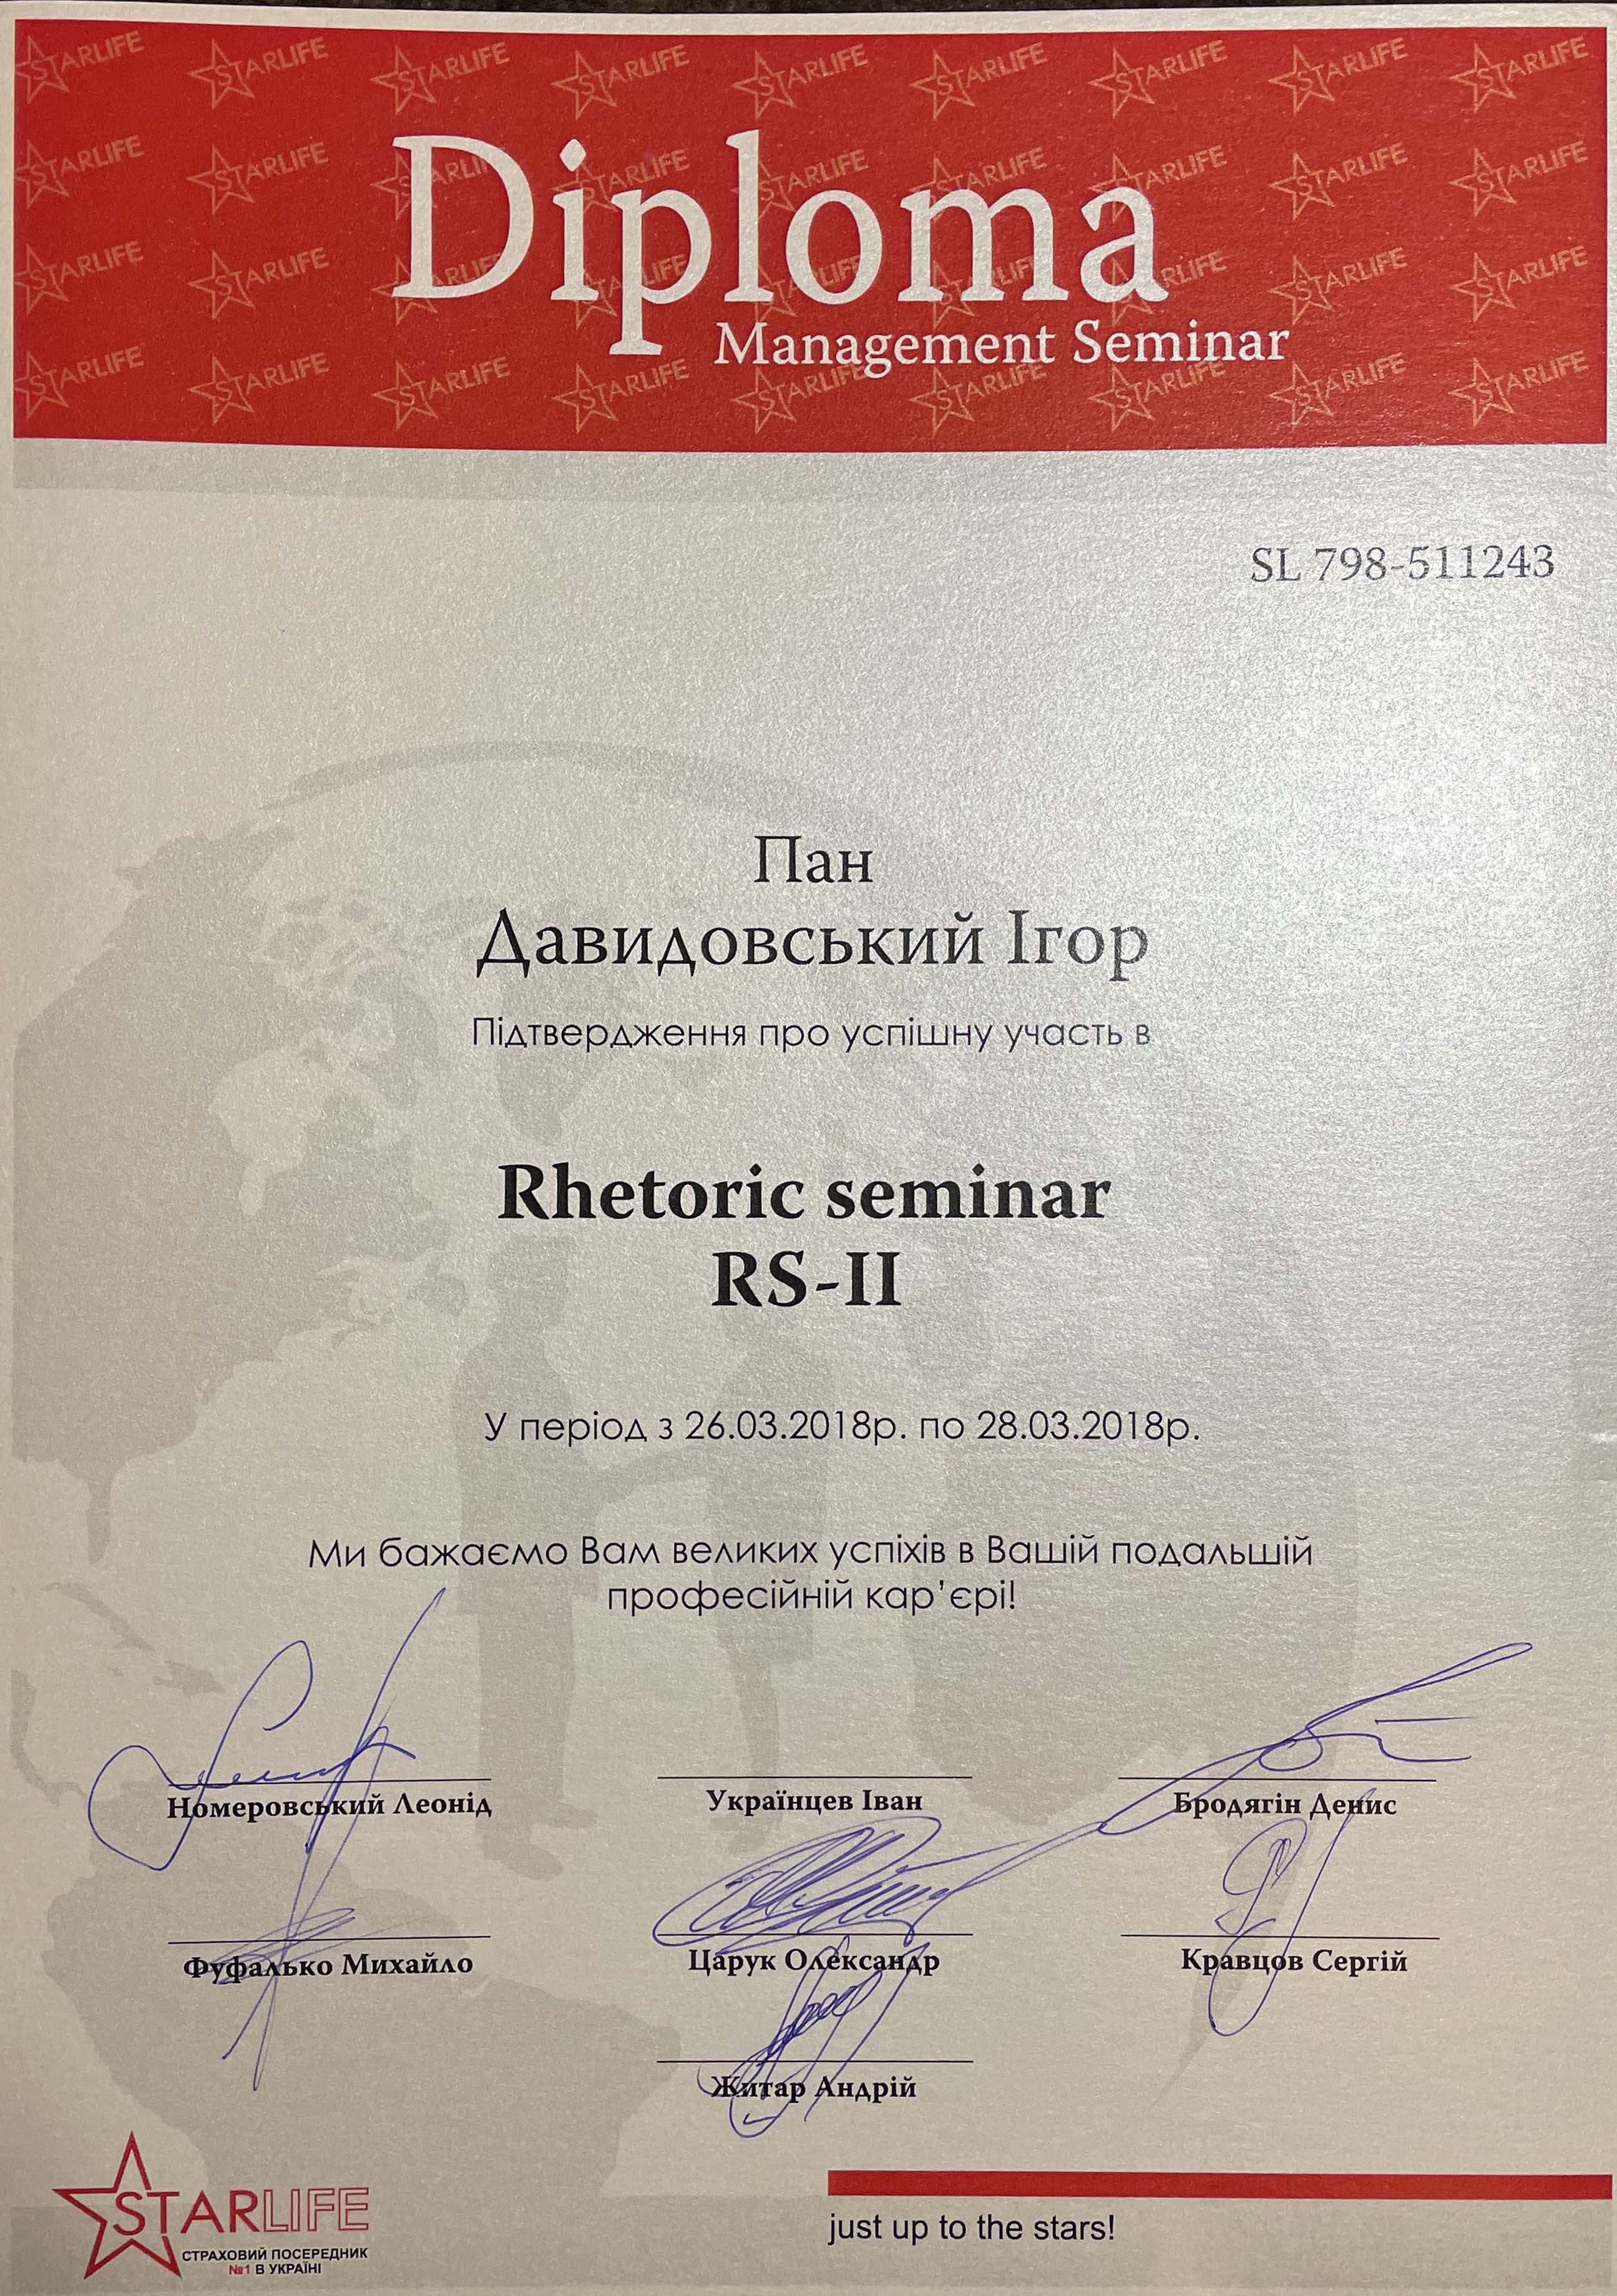 Diploma
Management Seminar
SL 798-511243
Пан
Давидовський Ігор
Підтвердження про успішну участь в
Rhetoric seminar
RS-II
У період з 26.03.2018р. по 28.03.2018р.
Ми бажаємо Вам великих успіхів в Вашій подальшій
професійній кар’єрі!
Номеровський Леонід
Українцев Іван
Бродягін Денис
Фуфалько Михайло
Царук Олександр
Кравцов Сергій
Житар Андрій
STARLIFE
СТРАХОВИЙ ПОСЕРЕДНИК
№1 В УКРАЇНІ
just up to the stars!